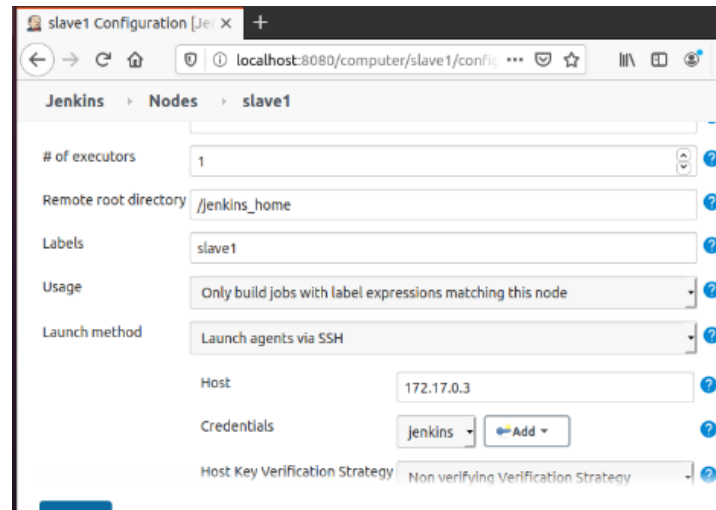 slave1 Configuration [Je
localhost:8080/computer/slave1/config
Jenkins Nodes slave1
# of executors
1
Remote root directory
/jenkins_home
Labels
slave1
Usage
Only build jobs with label expressions matching this node
Launch method
Launch agents via SSH
Host
172.17.0.3
Credentials
jenkins
Add
Host Key Verification Strategy
Non verifying Verification Strategy